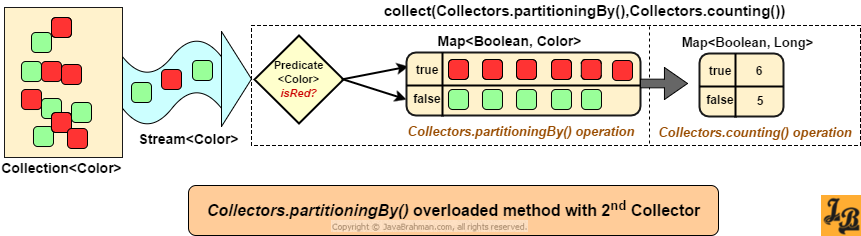 collect(Collectors.partitioningBy(),Collectors.counting())
Predicate
<Color>
isRed?
Map<Boolean, Color>
true
false
Collectors.partitioningBy() operation
Map<Boolean, Long>
true 6
false 5
Collectors.counting() operation
Stream<Color>
Collection<Color>
Collectors.partitioningBy() overloaded method with 2nd Collector
Copyright © JavaBrahman.com, all rights reserved.
JB